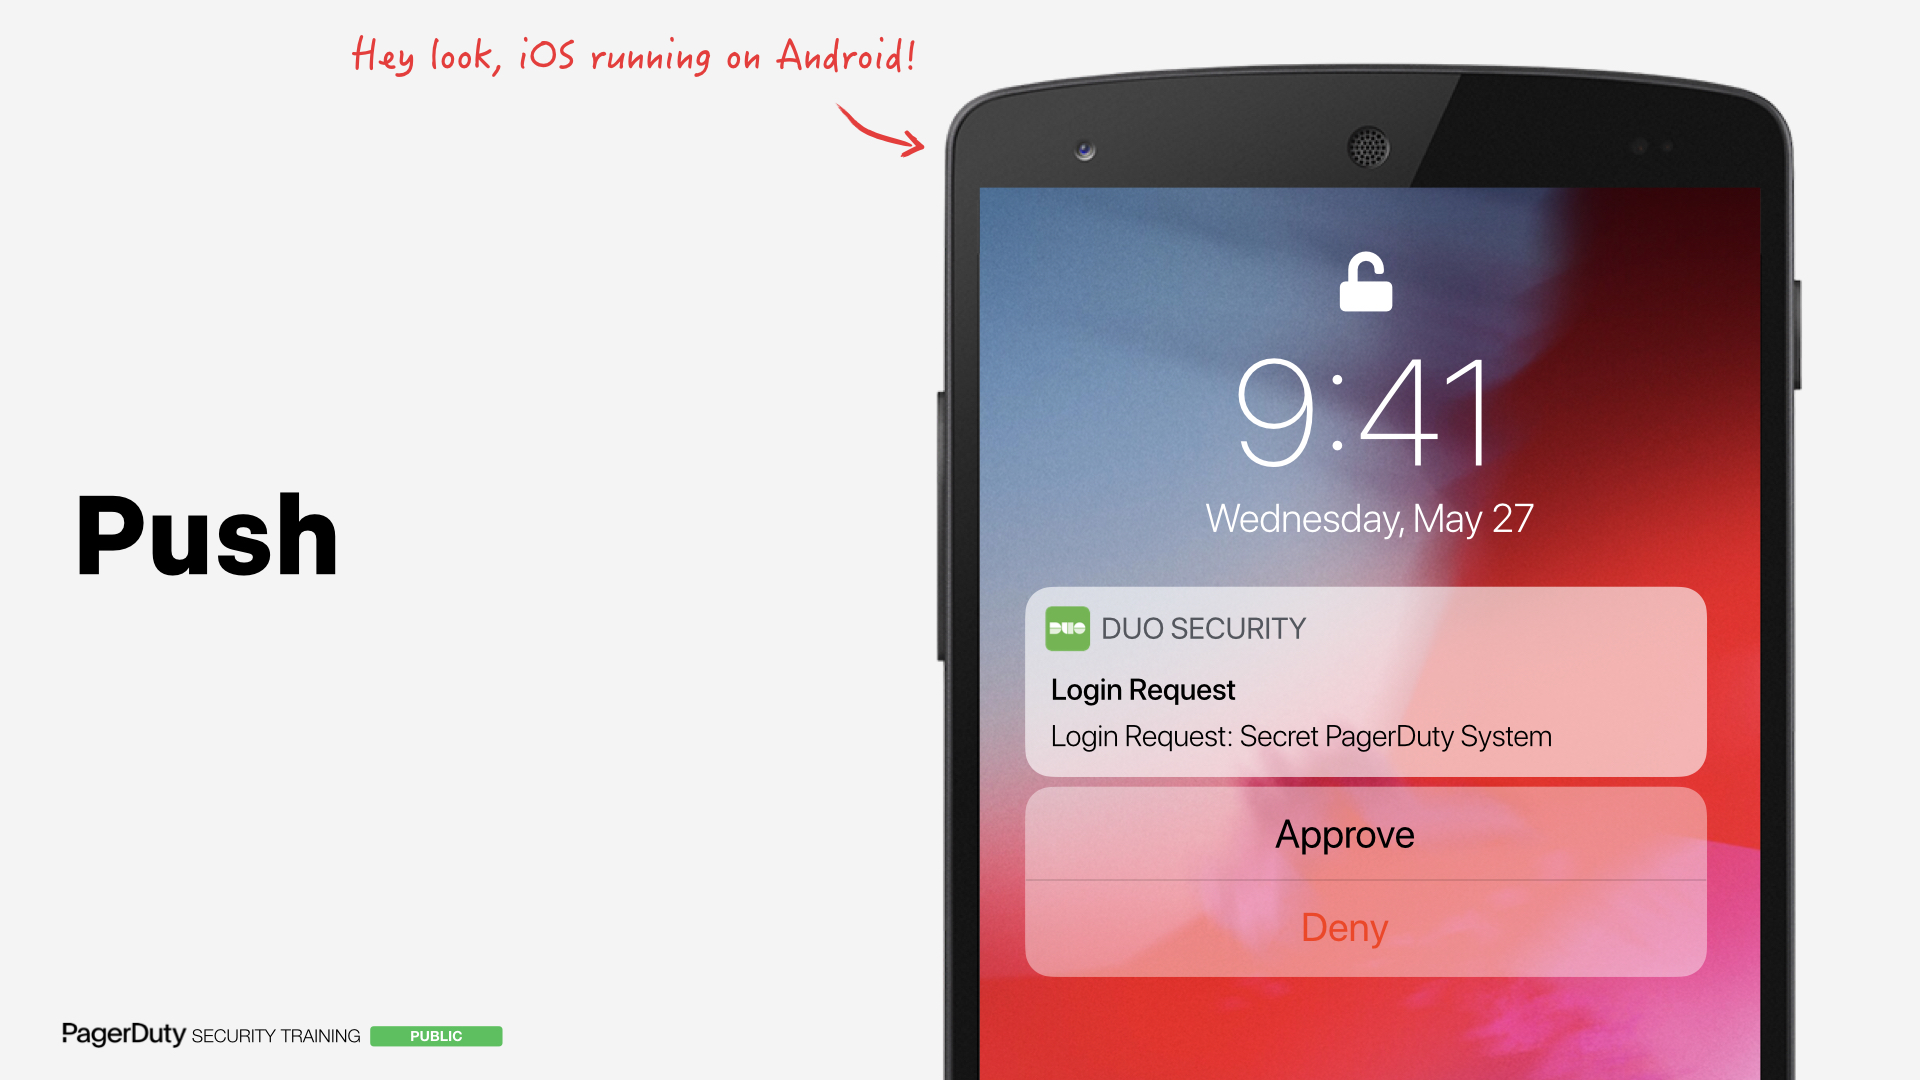 Hey look, iOS running on Android!
Push
9:41
Wednesday, May 27
DUO
DUO SECURITY
Login Request
Login Request: Secret PagerDuty System
Approve
Deny
PagerDuty SECURITY TRAINING PUBLIC